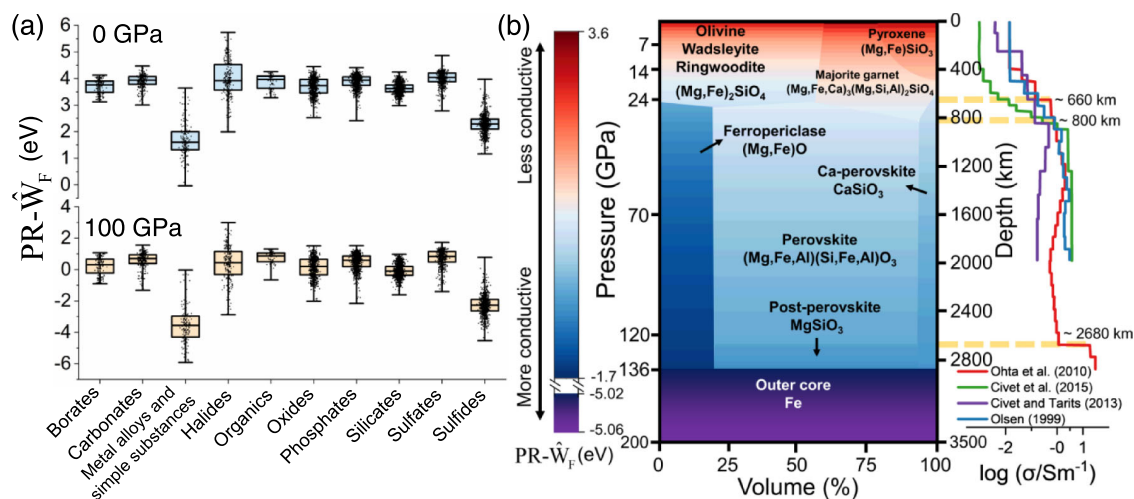 (a)
0 GPa
6
5
4
3
2
1
0
100 GPa
2
0
-2
-4
-6
PR-Ŵ_F (eV)
Borates
Carbonates
Metal alloys and
simple substances
Halides
Organics
Oxides
Phosphates
Silicates
Sulfates
Sulfides
(b)
Less conductive
More conductive
3.6
-1.7
-5.02
-5.06
PR-Ŵ_F (eV)
Pressure (GPa)
7
14
24
70
120
136
200
Olivine
Wadsleyite
Ringwoodite
(Mg,Fe)₂SiO₄
Pyroxene
(Mg,Fe)SiO₃
Majorite garnet
(Mg,Fe,Ca)₃(Mg,Si,Al)₂SiO₄
Ferropericlase
(Mg,Fe)O
Ca-perovskite
CaSiO₃
Perovskite
(Mg,Fe,Al)(Si,Fe,Al)O₃
Post-perovskite
MgSiO₃
Outer core
Fe
0 25 50 75 100
Volume (%)
0
400
800
1200
1600
2000
2400
2800
3500
Depth (km)
~ 660 km
~ 800 km
~ 2680 km
Ohta et al. (2010)
Civet et al. (2015)
Civet and Tarits (2013)
Olsen (1999)
-2 -1 -0 1
log (σ/Sm⁻¹)